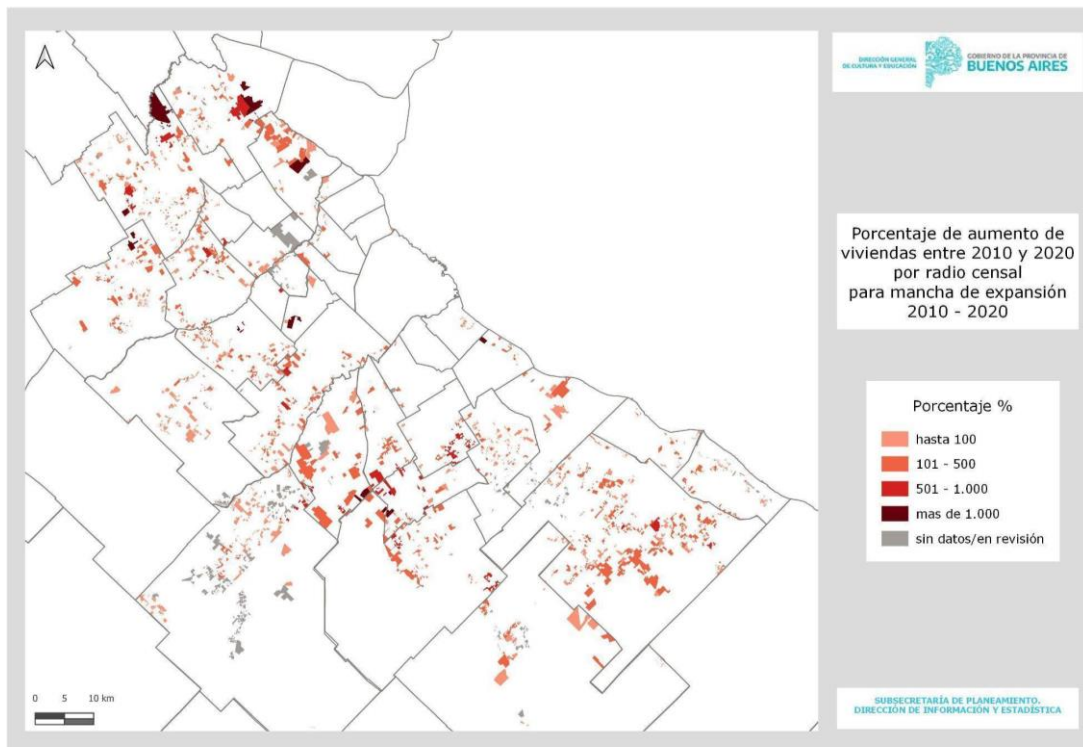 DIRECCIÓN GENERAL
DE CULTURA Y EDUCACIÓN
GOBIERNO DE LA PROVINCIA DE
BUENOS AIRES
Porcentaje de aumento de
viviendas entre 2010 y 2020
por radio censal
para mancha de expansión
2010 - 2020
Porcentaje %
hasta 100
101 - 500
501 - 1.000
mas de 1.000
sin datos/en revisión
0 5 10 km
SUBSECRETARÍA DE PLANEAMIENTO.
DIRECCIÓN DE INFORMACIÓN Y ESTADÍSTICA